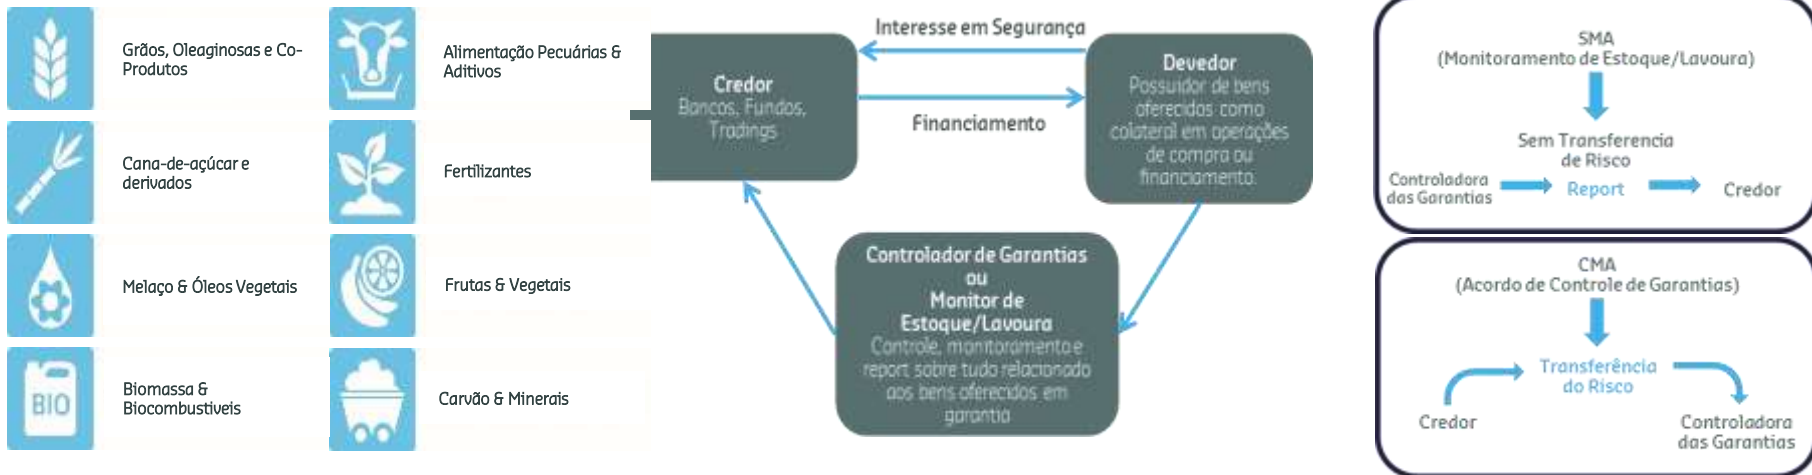 Grãos, Oleaginosas e Co-
Produtos
Alimentação Pecuárias &
Aditivos
Cana-de-açúcar e
derivados
Fertilizantes
Melaço & Óleos Vegetais
Frutas & Vegetais
BIO
Biomassa &
Biocombustíveis
Carvão & Minerais
Interesse em Segurança
Credor
Bancos, Fundos,
Tradings
Financiamento
Devedor
Possuidor de bens
oferecidos como
colateral em operações
de compra ou
financiamento.
Controlador de Garantias
ou
Monitor de
Estoque/Lavoura
Controle, monitoramento e
report sobre tudo relacionado
aos bens oferecidos em
garantia
SMA
(Monitoramento de Estoque/Lavoura)
Sem Transferencia
de Risco
Controladora
das Garantias
Report
Credor
CMA
(Acordo de Controle de Garantias)
Transferência
do Risco
Credor
Controladora
das Garantias